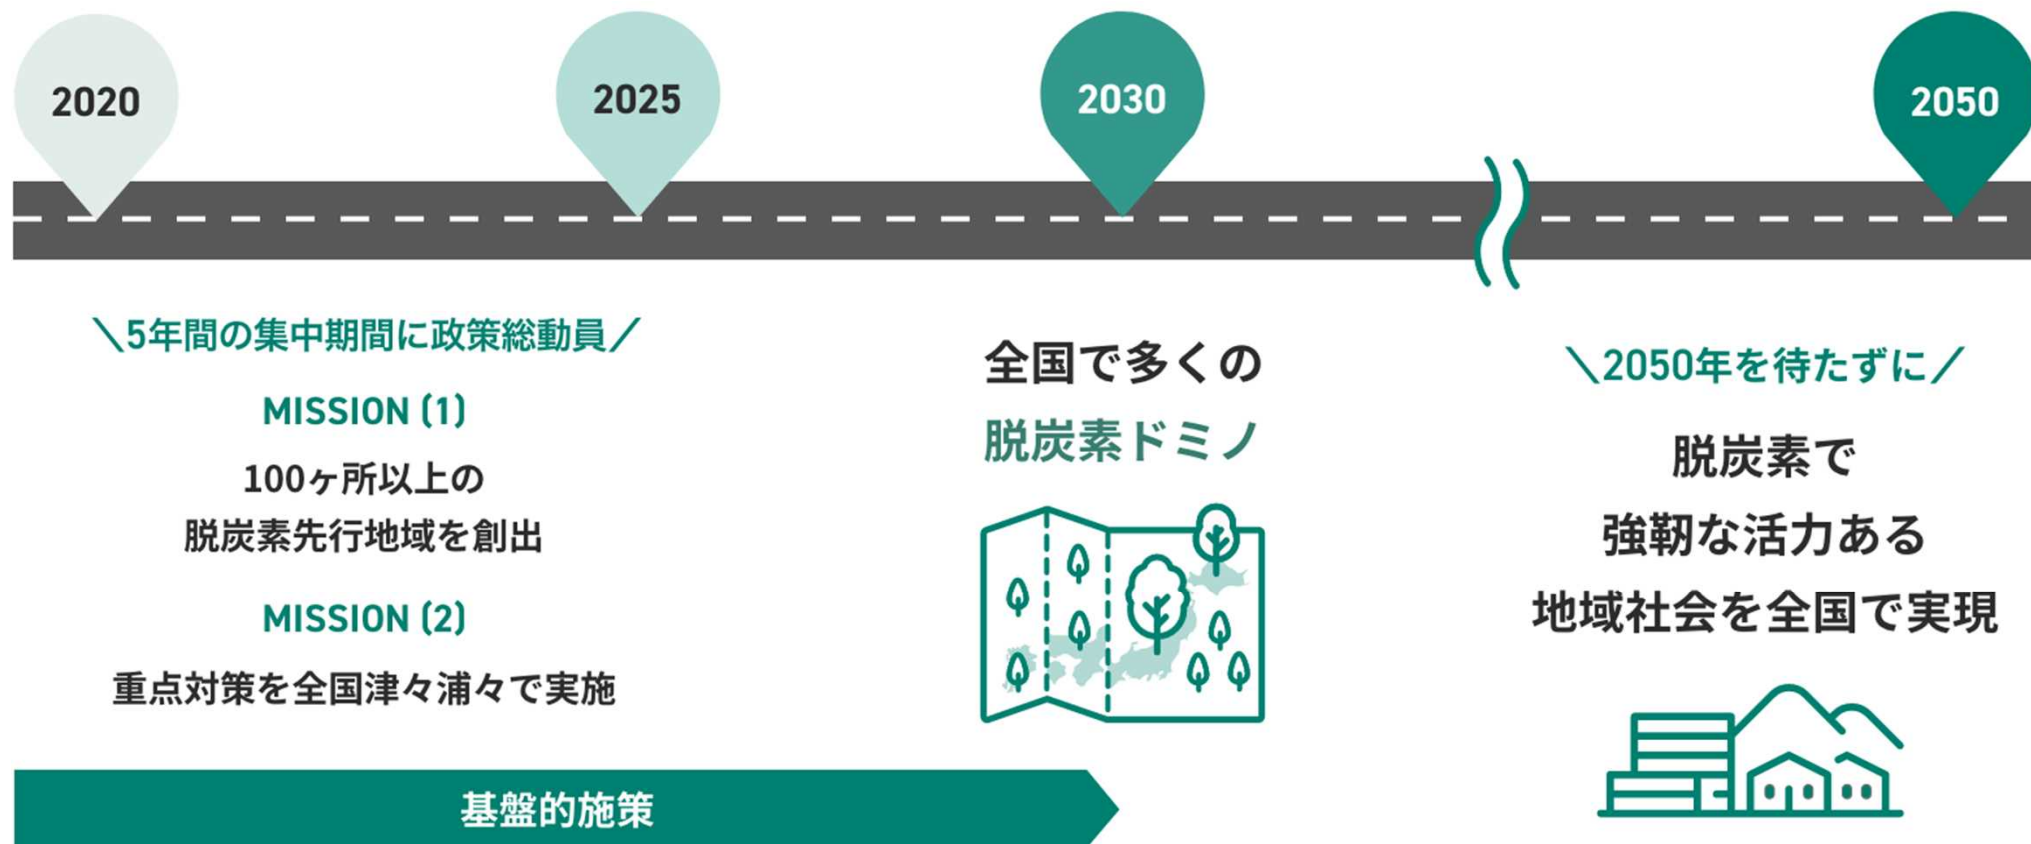 2020
2025
2030
2050
＼5年間の集中期間に政策総動員／
MISSION (1)
100ヶ所以上の
脱炭素先行地域を創出
MISSION (2)
重点対策を全国津々浦々で実施
基盤的施策
全国で多くの
脱炭素ドミノ
＼2050年を待たずに／
脱炭素で
強靭な活力ある
地域社会を全国で実現